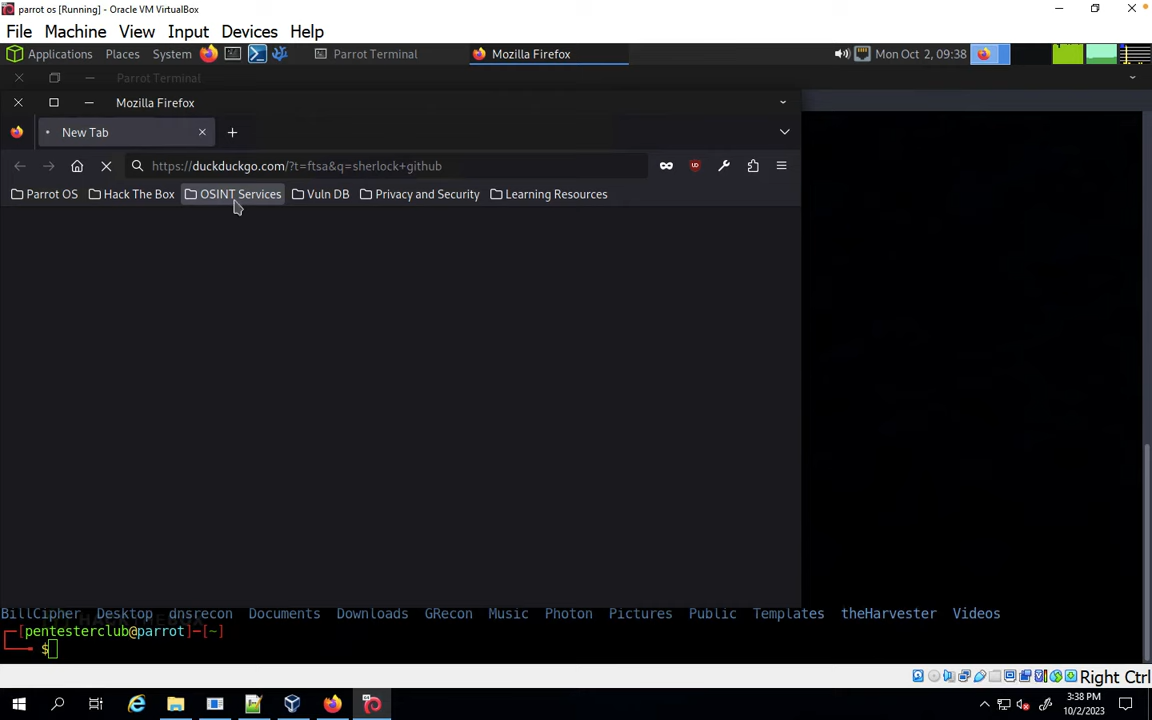 parrot os [Running] - Oracle VM VirtualBox
File Machine View Input Devices Help
Applications Places System Parrot Terminal Mozilla Firefox Mon Oct 2, 09:38
Parrot Terminal
Mozilla Firefox
New Tab
https://duckduckgo.com/?t=ftsa&q=sherlock+github
Parrot OS Hack The Box OSINT Services Vuln DB Privacy and Security Learning Resources
BillCipher Desktop dnsrecon Documents Downloads GRecon Music Photon Pictures Public Templates theHarvester Videos
[pentesterclub@parrot]-[~]
$
Right Ctrl
3:38 PM
10/2/2023